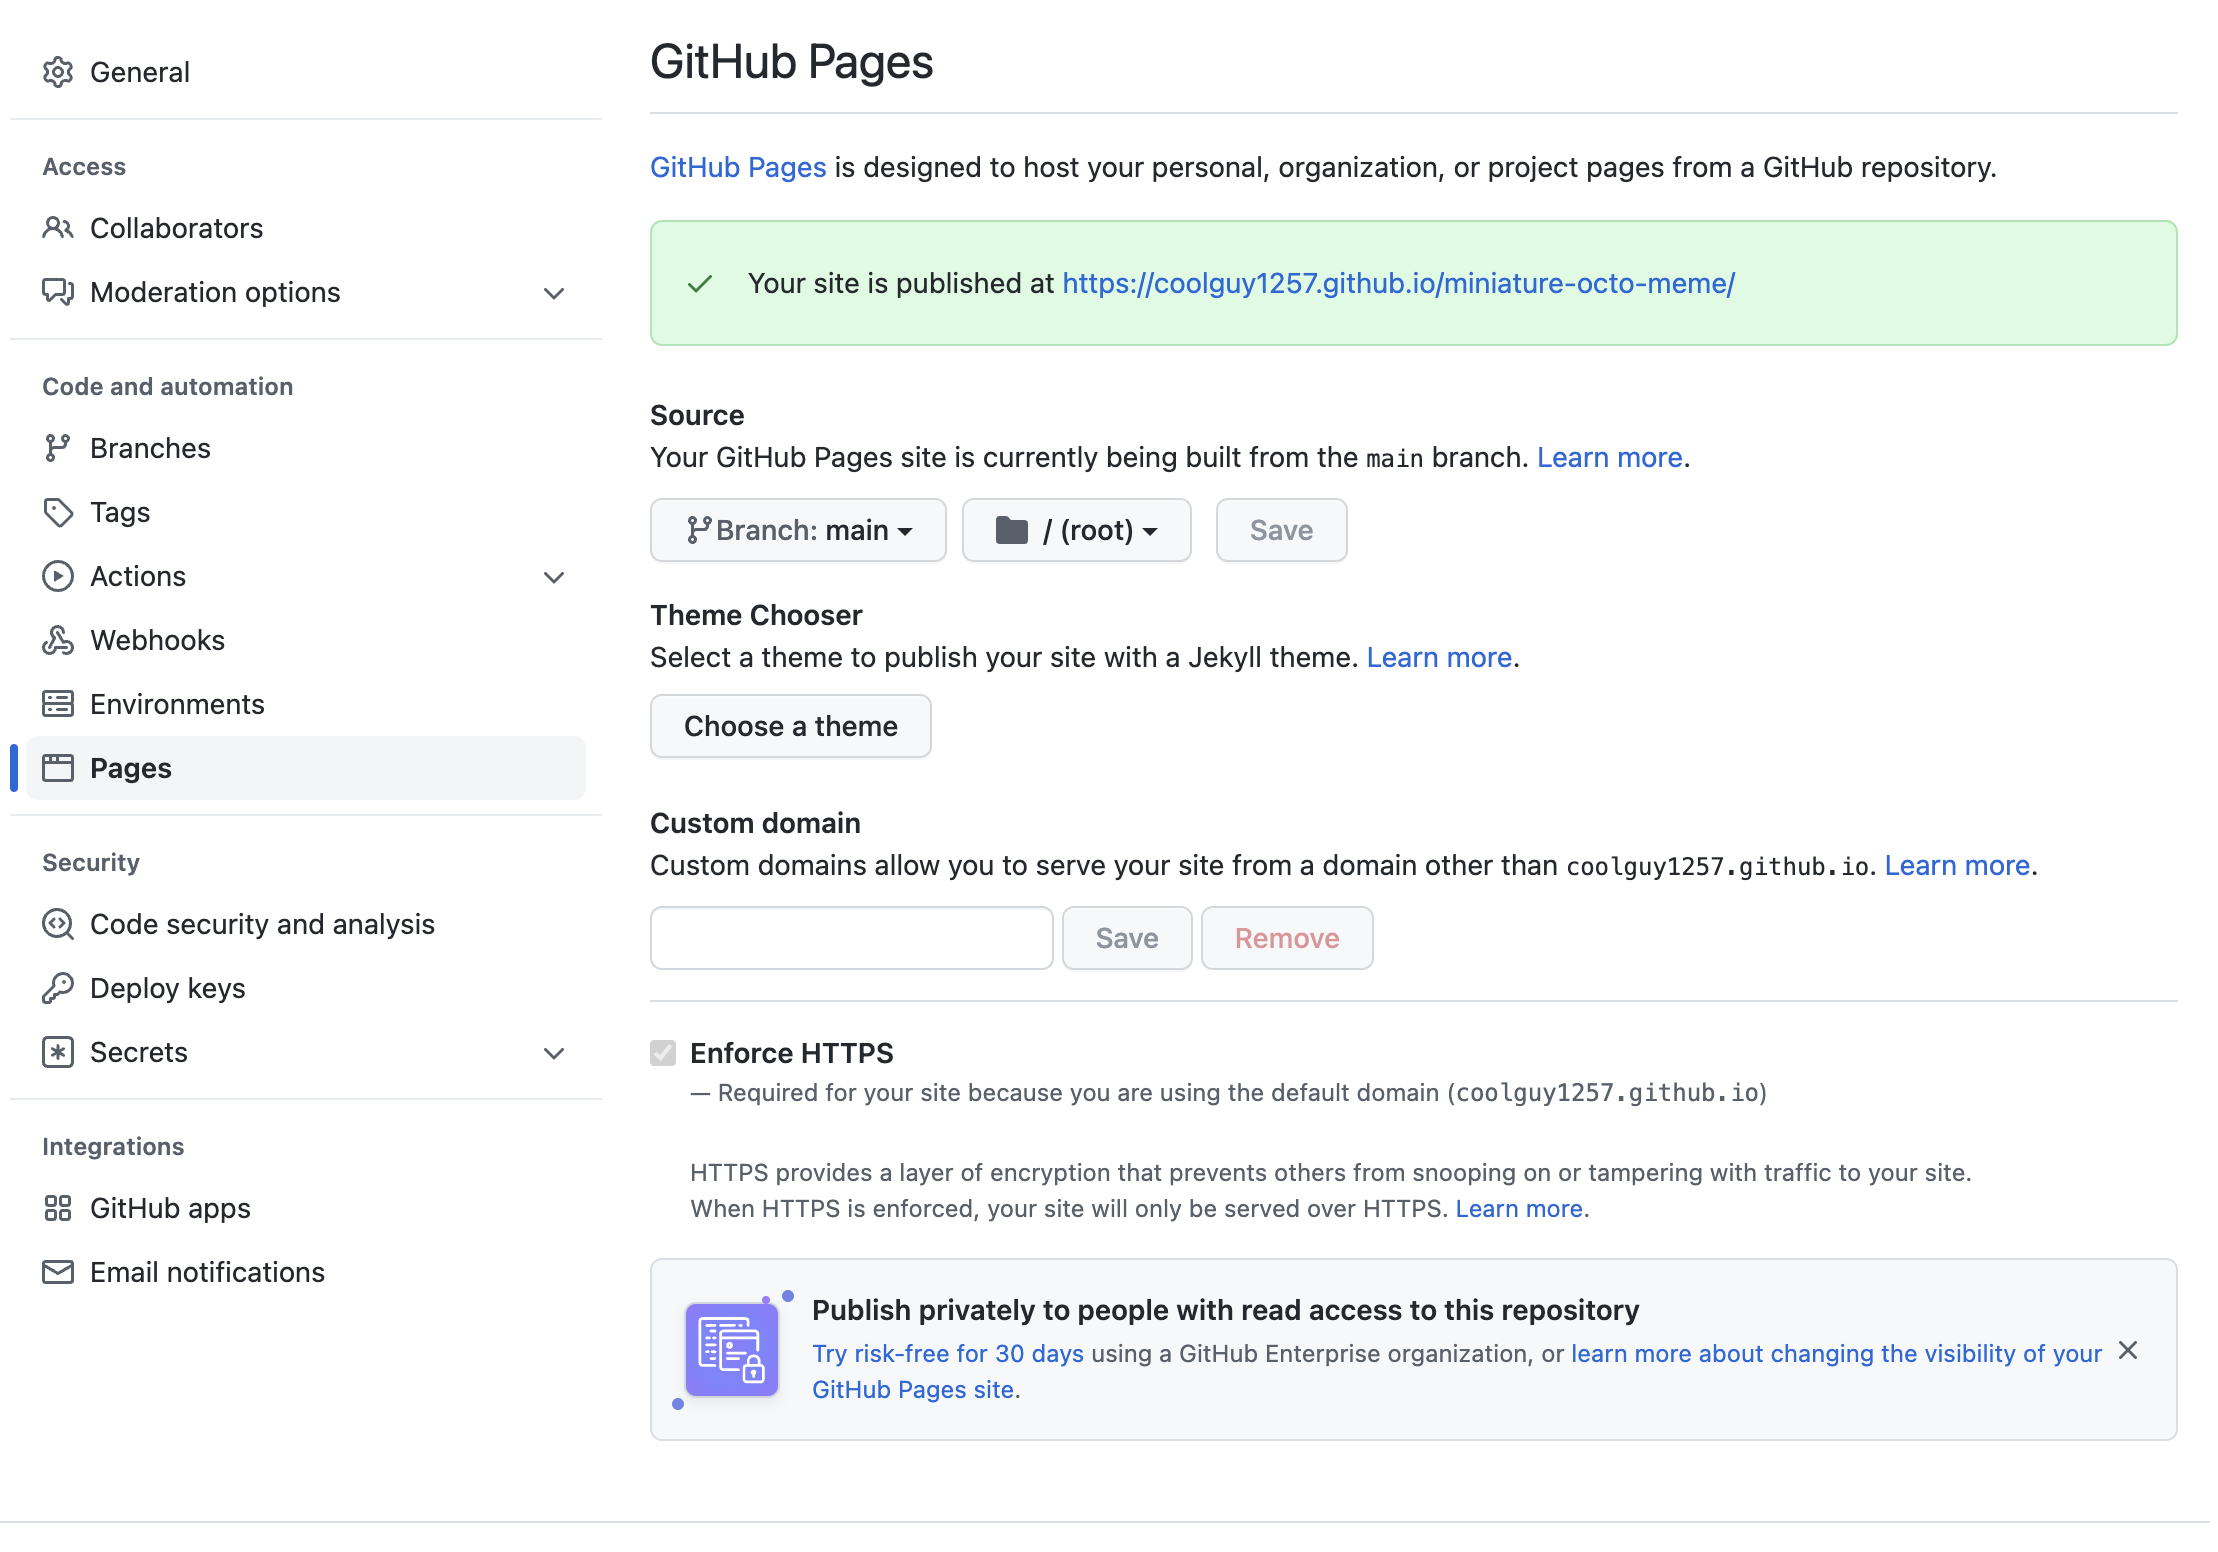 General
Access
Collaborators
Moderation options
Code and automation
Branches
Tags
Actions
Webhooks
Environments
Pages
Security
Code security and analysis
Deploy keys
Secrets
Integrations
GitHub apps
Email notifications
GitHub Pages
GitHub Pages is designed to host your personal, organization, or project pages from a GitHub repository.
Your site is published at https://coolguy1257.github.io/miniature-octo-meme/
Source
Your GitHub Pages site is currently being built from the main branch. Learn more.
Branch: main / (root) Save
Theme Chooser
Select a theme to publish your site with a Jekyll theme. Learn more.
Choose a theme
Custom domain
Custom domains allow you to serve your site from a domain other than coolguy1257.github.io. Learn more.
Save Remove
Enforce HTTPS
— Required for your site because you are using the default domain (coolguy1257.github.io)
HTTPS provides a layer of encryption that prevents others from snooping on or tampering with traffic to your site.
When HTTPS is enforced, your site will only be served over HTTPS. Learn more.
Publish privately to people with read access to this repository
Try risk-free for 30 days using a GitHub Enterprise organization, or learn more about changing the visibility of your
GitHub Pages site.